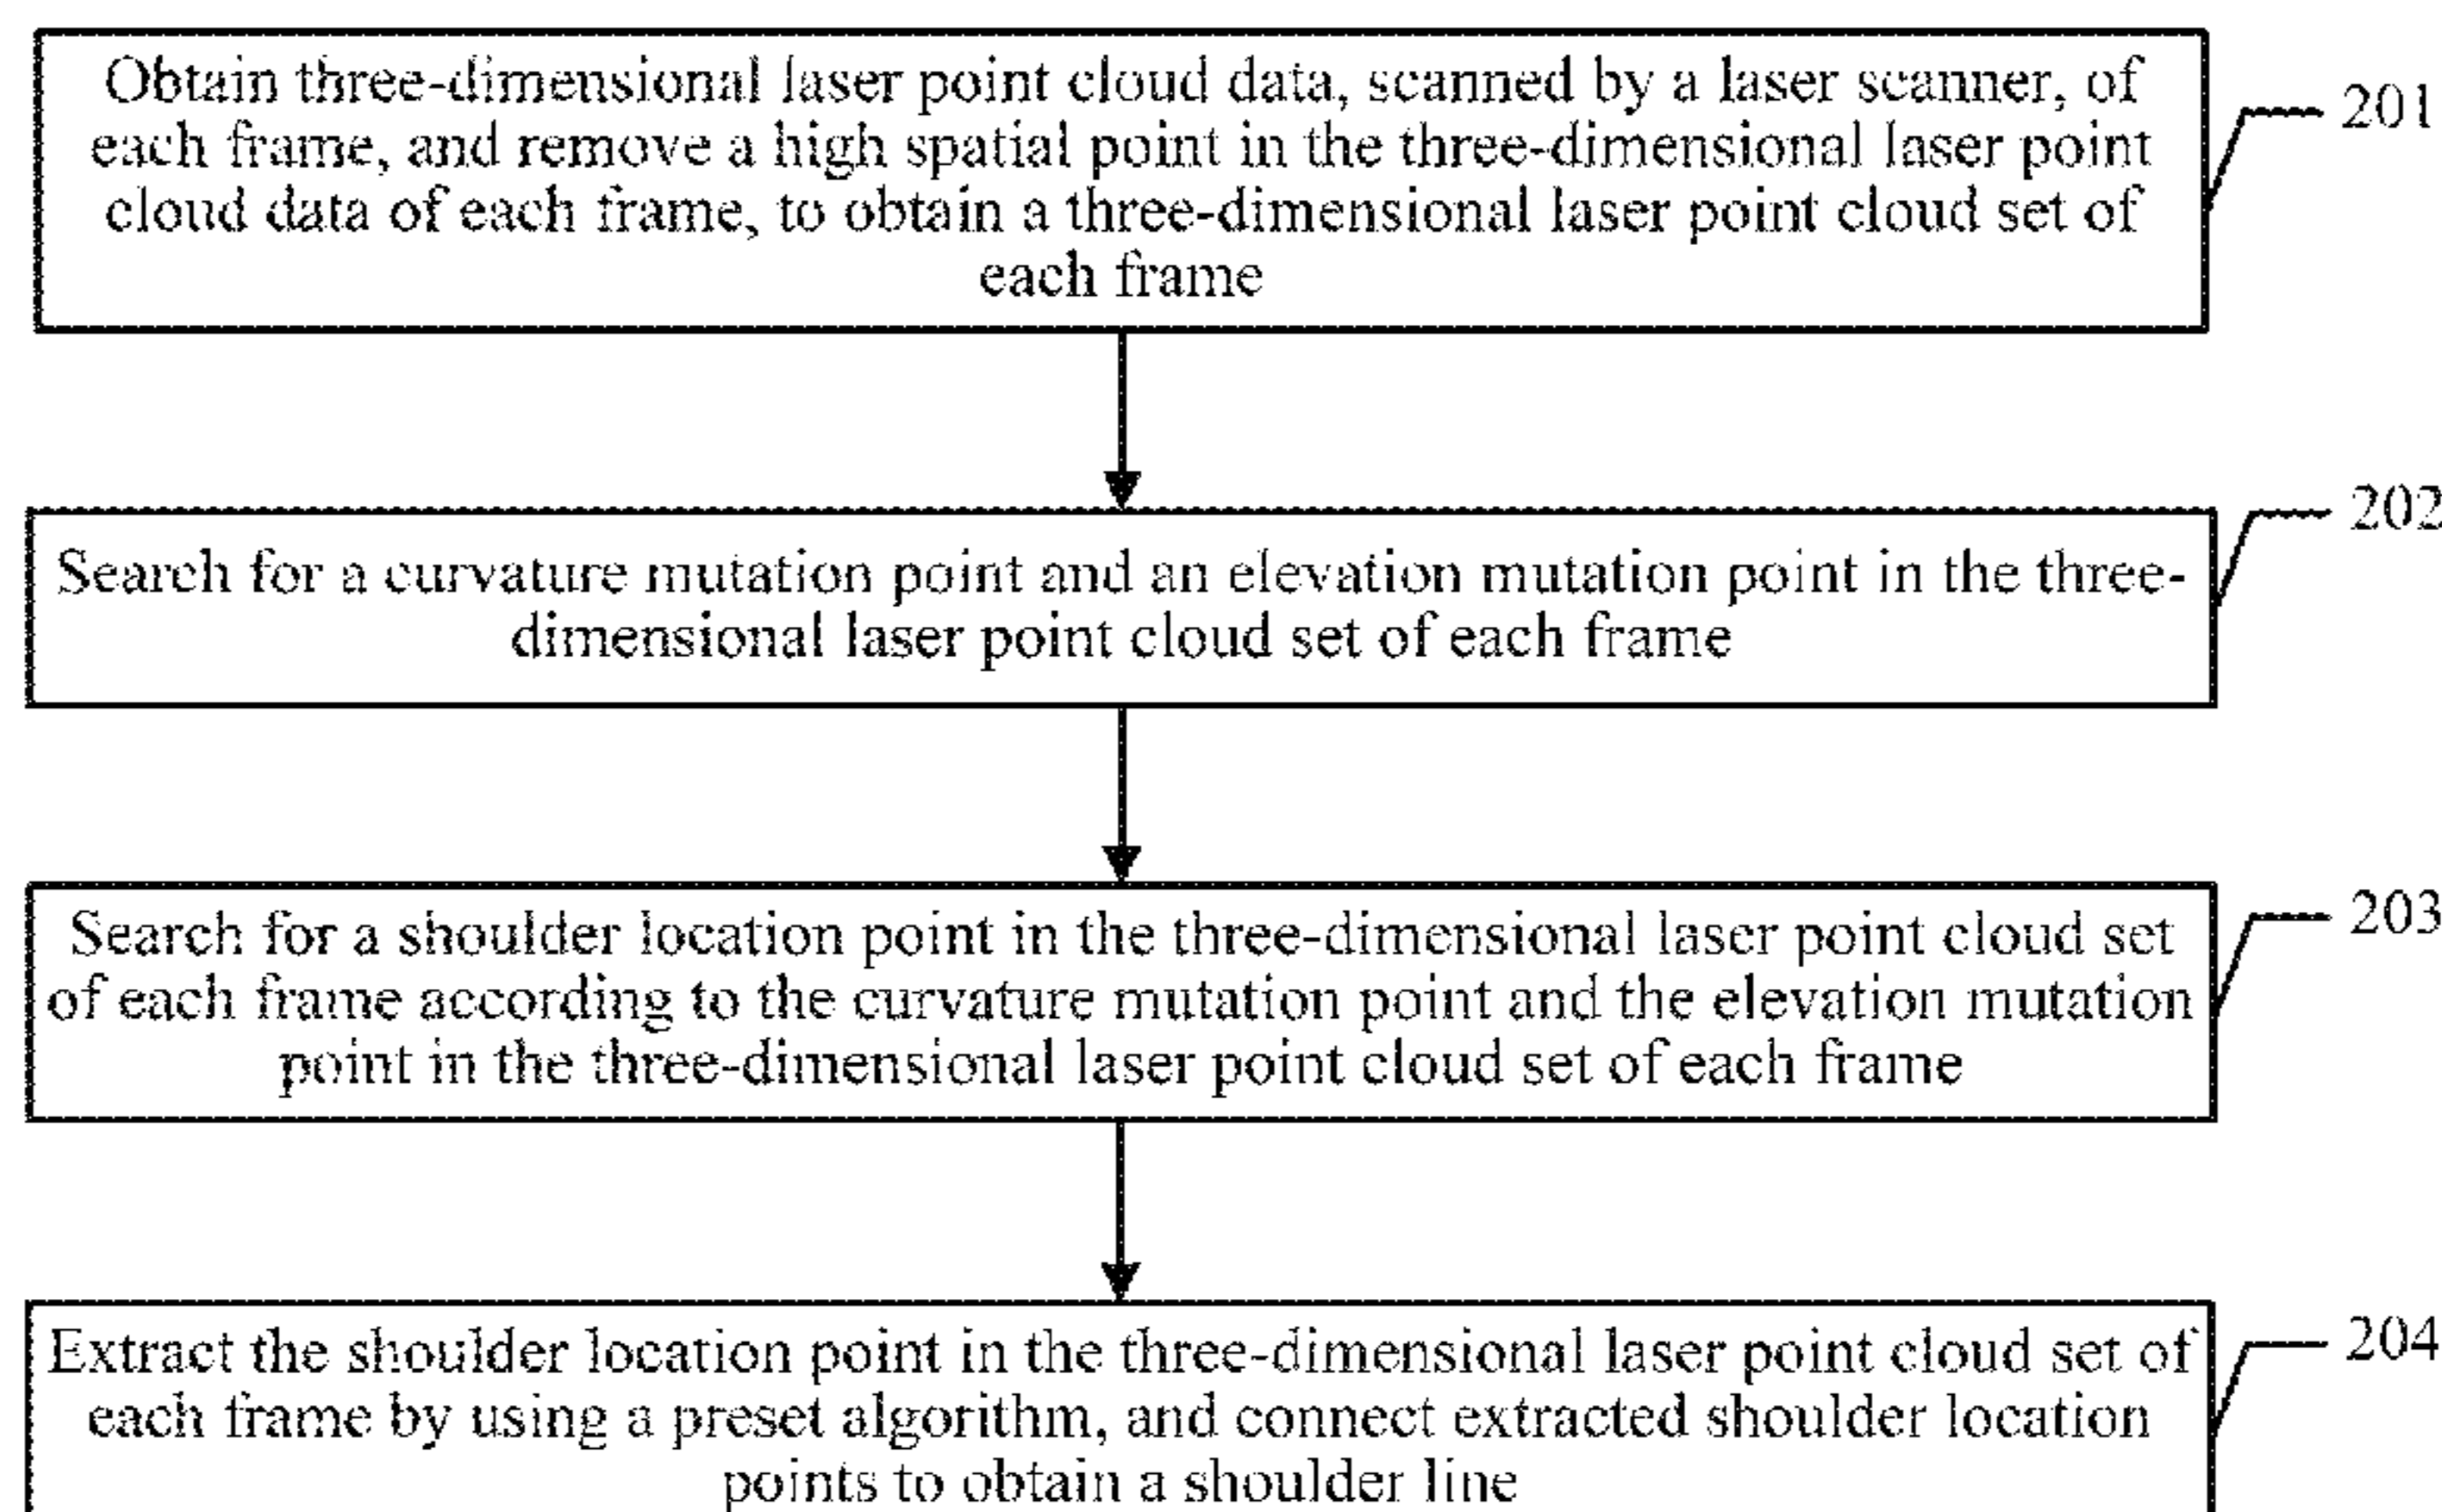 Obtain three-dimensional laser point cloud data, scanned by a laser scanner, of
each frame, and remove a high spatial point in the three-dimensional laser point
cloud data of each frame, to obtain a three-dimensional laser point cloud set of
each frame
201
202
Search for a curvature mutation point and an elevation mutation point in the three-
dimensional laser point cloud set of each frame
203
Search for a shoulder location point in the three-dimensional laser point cloud set
of each frame according to the curvature mutation point and the elevation mutation
point in the three-dimensional laser point cloud set of each frame
204
Extract the shoulder location point in the three-dimensional laser point cloud set of
each frame by using a preset algorithm, and connect extracted shoulder location
points to obtain a shoulder line